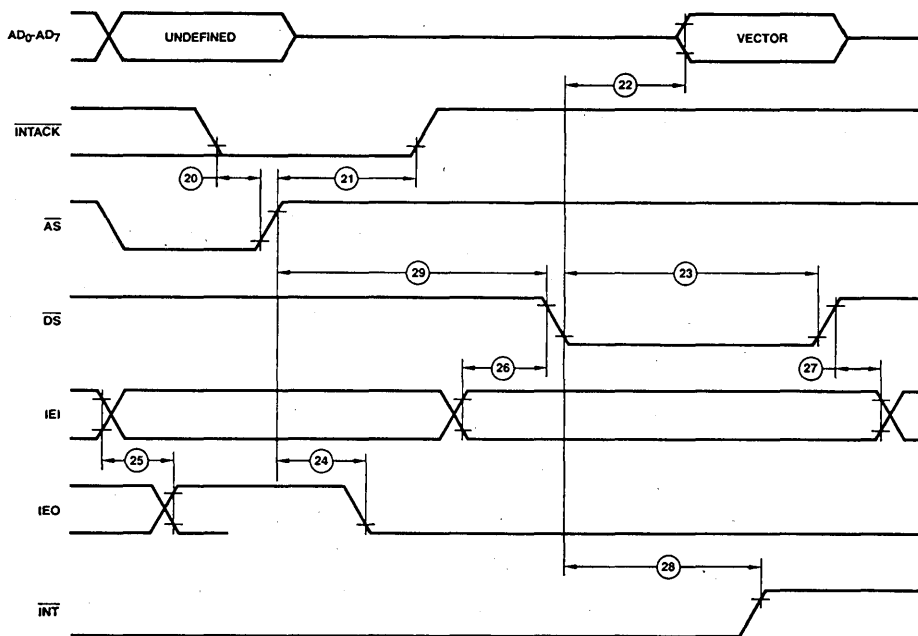 AD₀-AD₇ UNDEFINED VECTOR
22
INTACK
20 21
AS
29 23
DS
26 27
IEI
25 24
IEO
28
INT